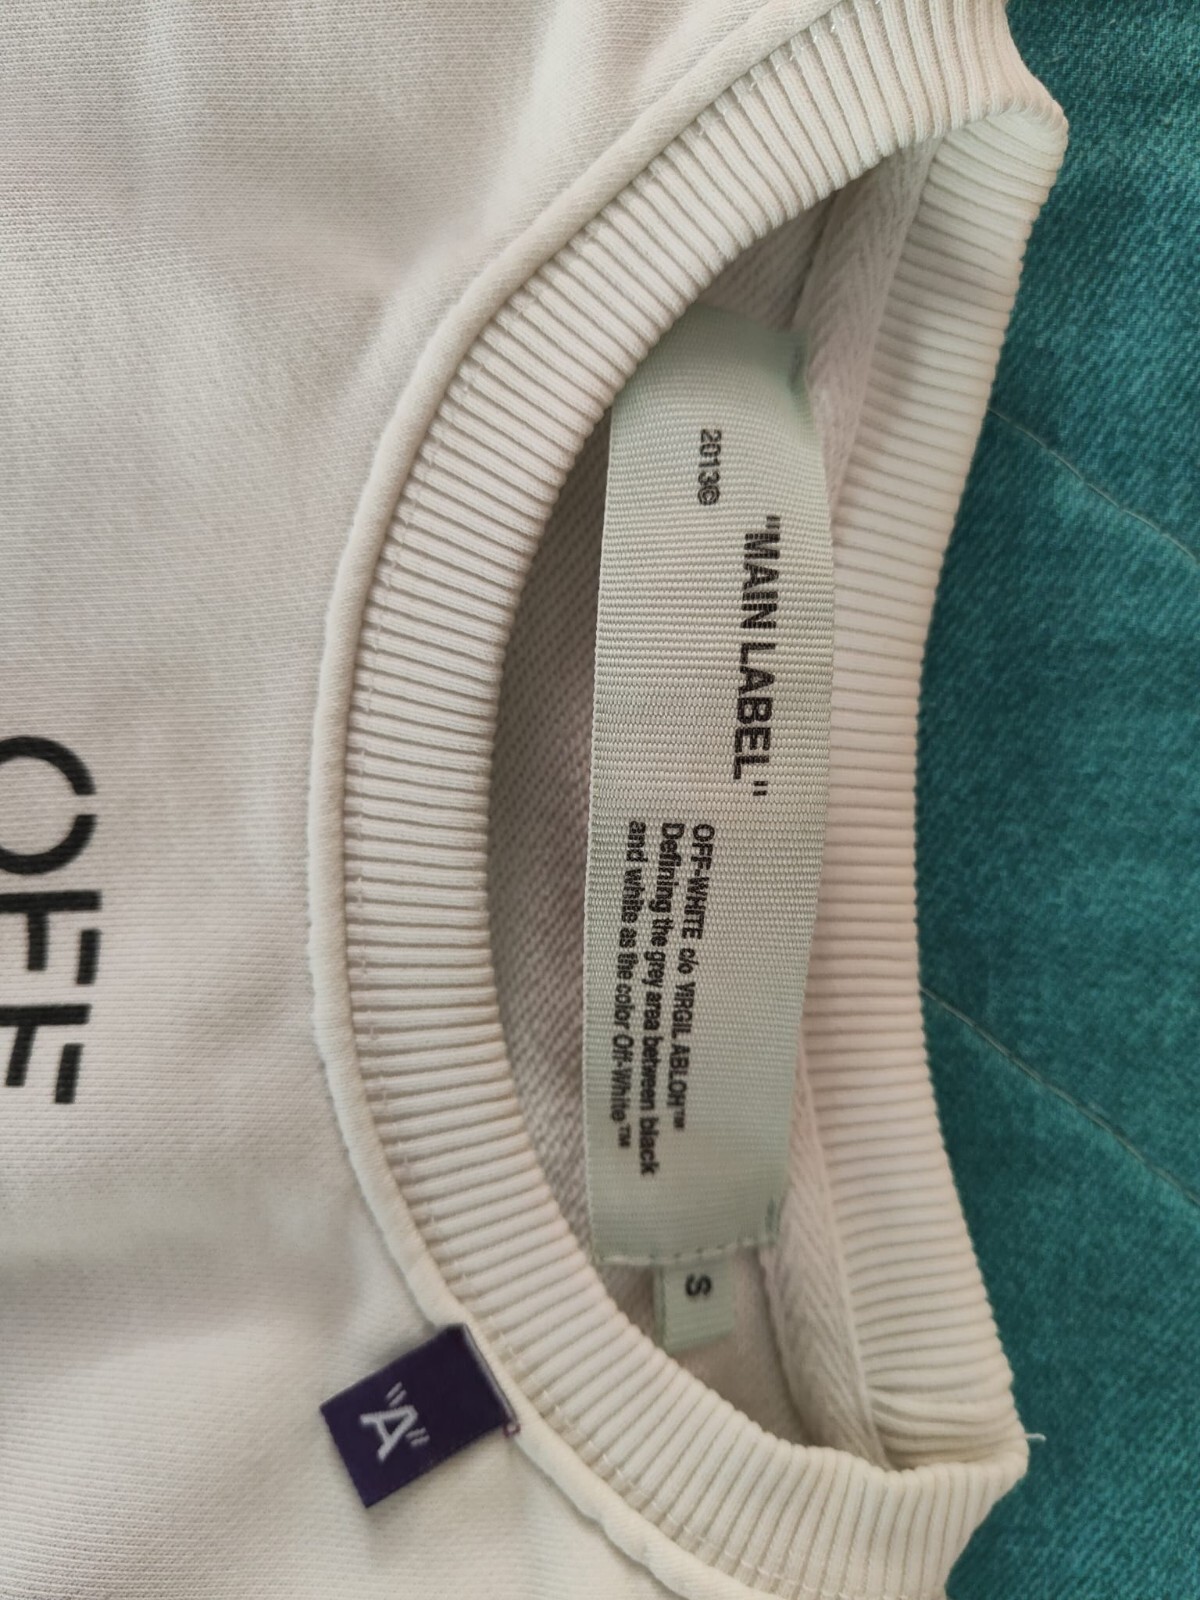 2013©
"MAIN LABEL"
OFF-WHITE c/o VIRGIL ABLOH™
Defining the grey area between black
and white as the color Off-White™
S
"A"
OFF